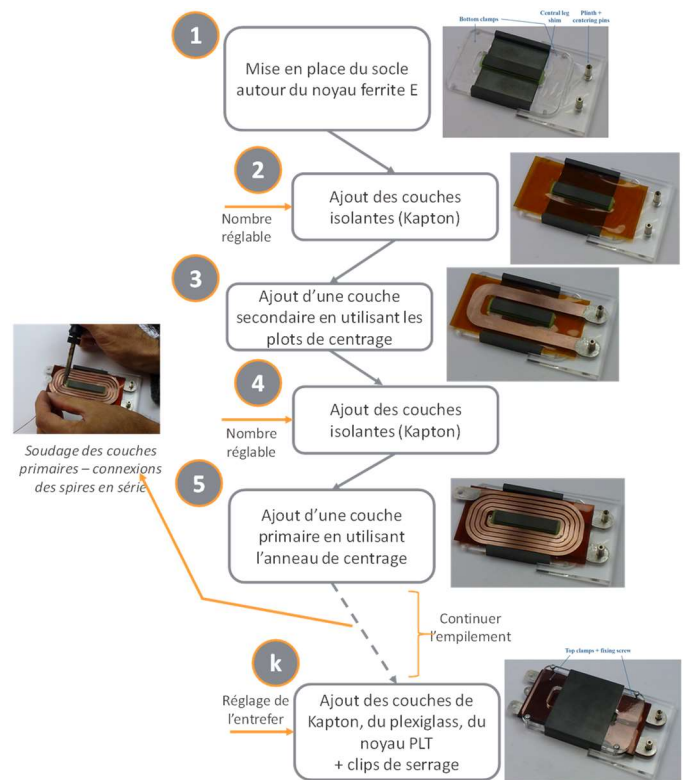 1
Mise en place du socle
autour du noyau ferrite E
Bottom clamps
Central leg
shim
Plinth +
centering pins
2
Nombre
réglable
Ajout des couches
isolantes (Kapton)
3
Ajout d'une couche
secondaire en utilisant les
plots de centrage
4
Nombre
réglable
Ajout des couches
isolantes (Kapton)
Soudage des couches
primaires – connexions
des spires en série
5
Ajout d'une couche
primaire en utilisant
l'anneau de centrage
Continuer
l'empilement
k
Réglage de
l'entrefer
Ajout des couches de
Kapton, du plexiglass, du
noyau PLT
+ clips de serrage
Top clamps + fixing screw